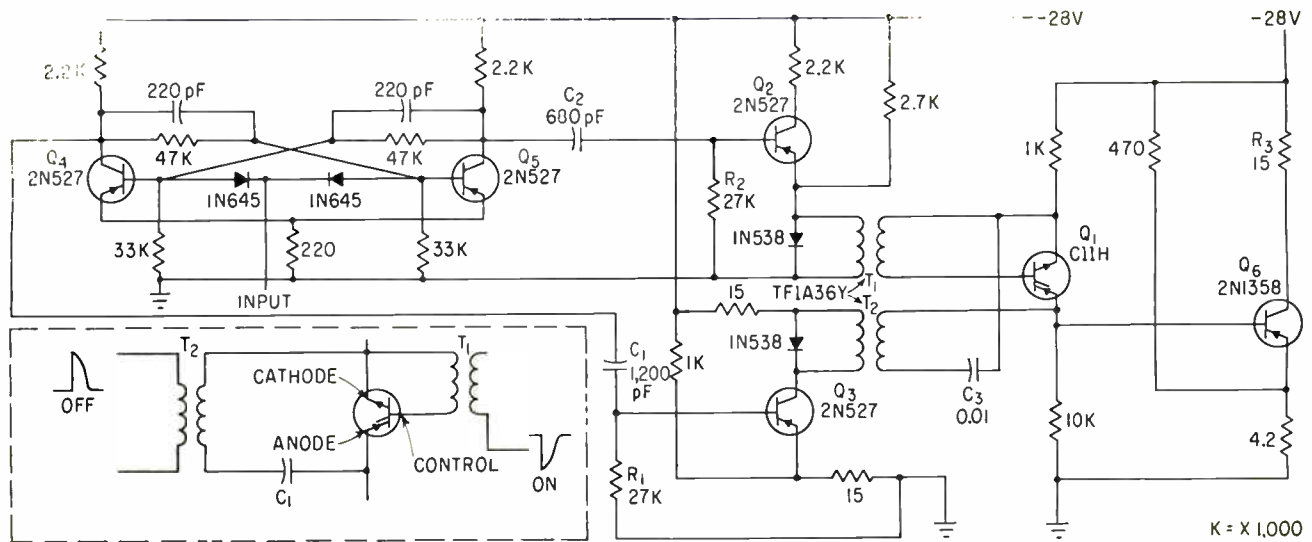 --28V
-28V
2.2K
220 pF
220 pF
2.2K
C2
680 pF
Q2
2N527
2.2K
2.7K
47K
47K
Q4
2N527
Q5
2N527
1N645
1N645
R2
27K
1K
470
R3
15
33K
220
33K
1N538
Q1
C11H
INPUT
TF1A36Y
T1
T2
Q6
2N1358
15
1N538
C1
1,200
pF
1K
Q3
2N527
C3
0.01
10K
4.2
R1
27K
15
T2
T1
OFF
CATHODE
ANODE
CONTROL
C1
ON
K = X 1,000